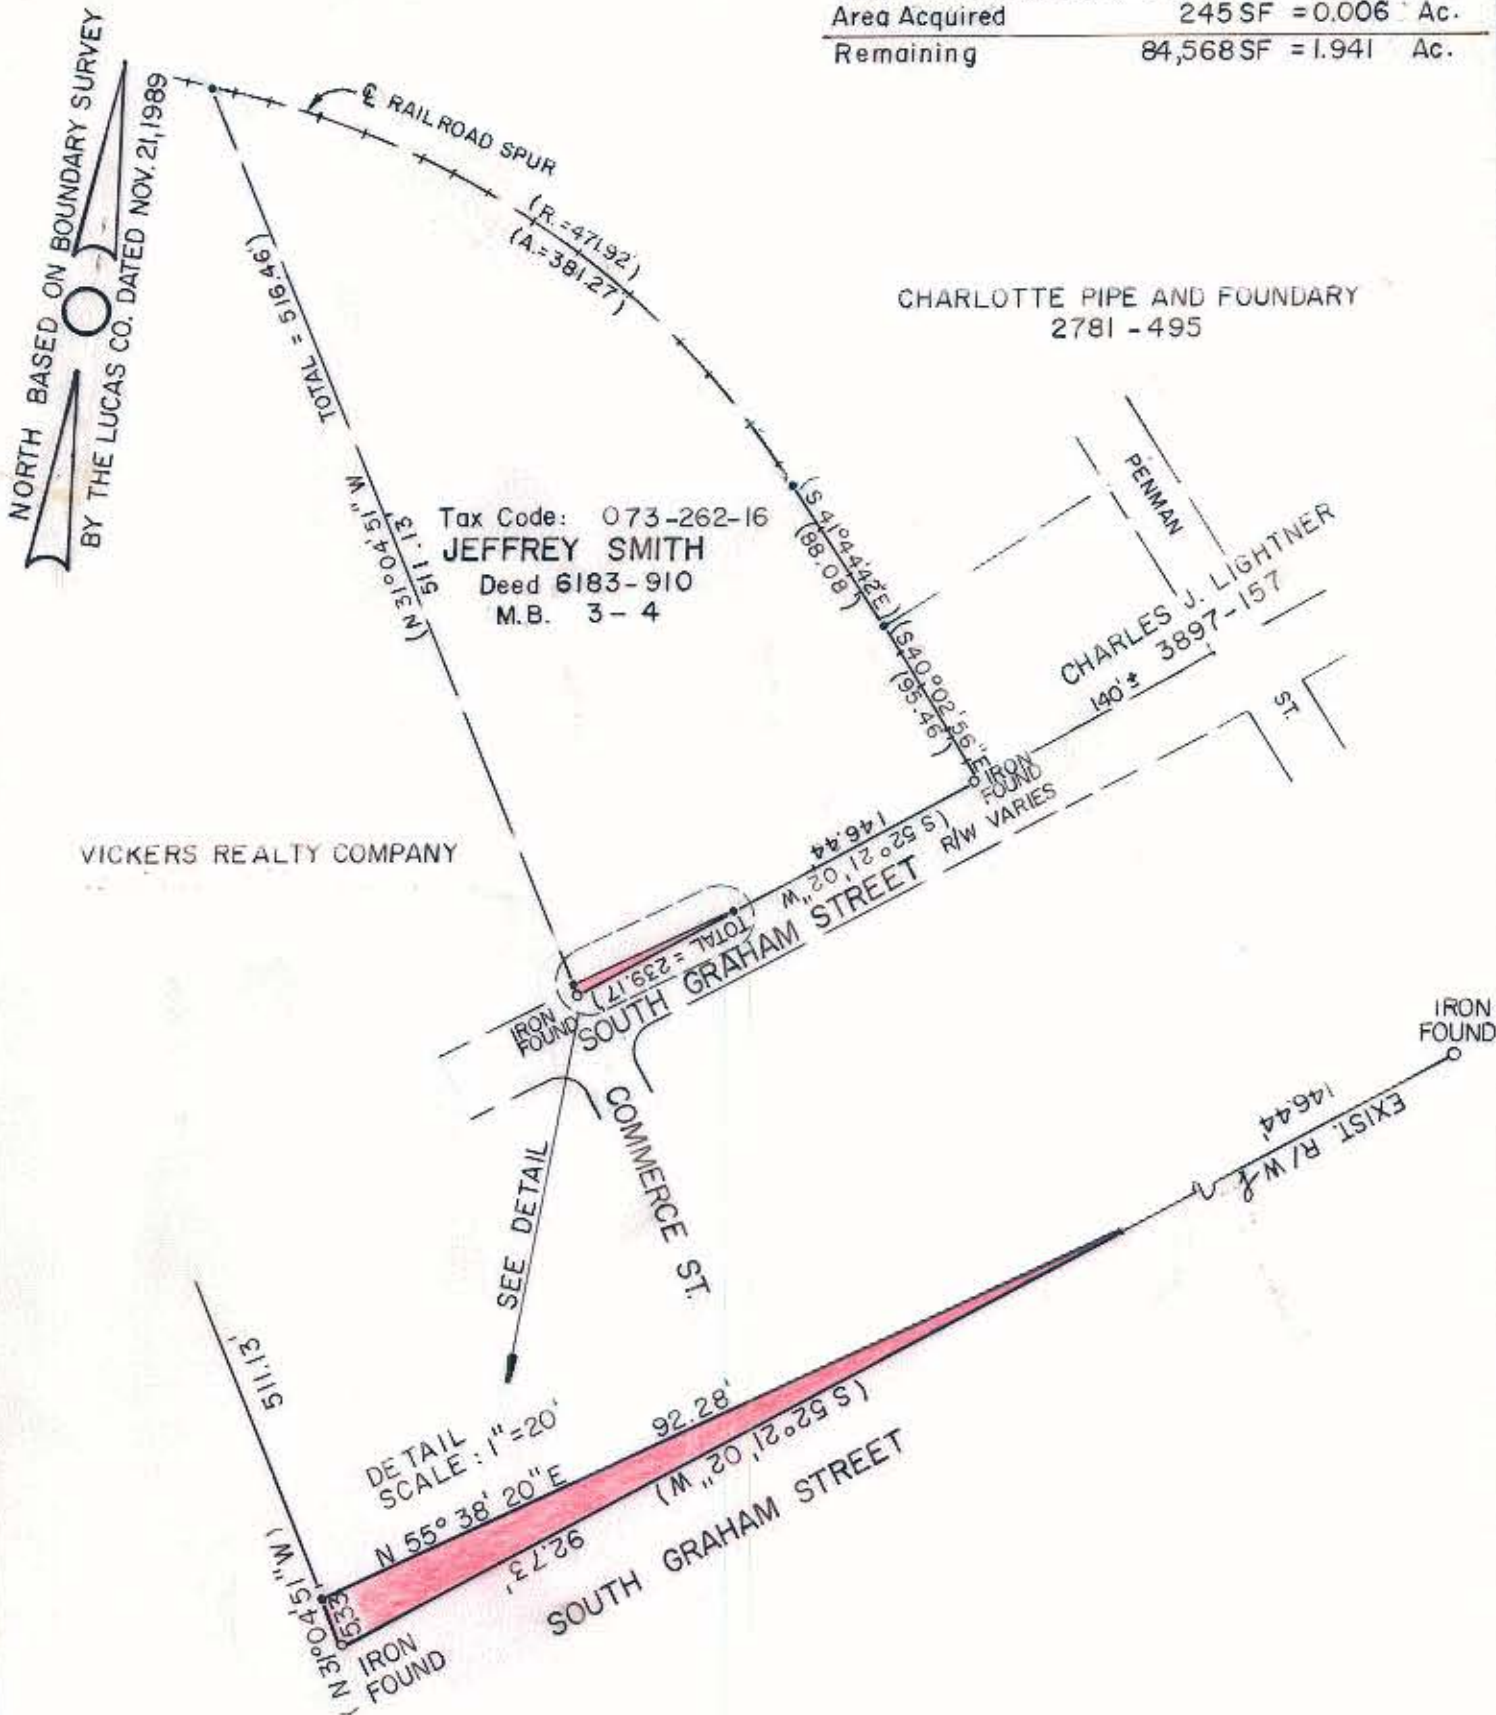 Area Acquired 245 SF = 0.006 Ac.
Remaining 84,568 SF = 1.941 Ac.
NORTH BASED ON BOUNDARY SURVEY
BY THE LUCAS CO. DATED NOV. 21, 1989
℄ RAILROAD SPUR
(R.=471.92')
(A.=381.27')
TOTAL = 516.46')
CHARLOTTE PIPE AND FOUNDARY
2781 - 495
(N 31° 04' 51" W
511.13'
Tax Code: 073-262-16
JEFFREY SMITH
Deed 6183-910
M.B. 3-4
(S 41° 44' 42" E)
(88.08')
(S 40° 02' 56" E
(95.46')
PENMAN
ST.
CHARLES J. LIGHTNER
3897-157
140' ±
IRON
FOUND
VICKERS REALTY COMPANY
146.44
(S 52° 21' 02" W
TOTAL = 239.17')
SOUTH GRAHAM STREET R/W VARIES
IRON
FOUND
COMMERCE ST.
SEE DETAIL
IRON
FOUND
146.44'
EXIST. R/W
511.13'
DETAIL
SCALE: 1"=20'
N 55° 38' 20" E 92.28'
92.73'
(S 52° 21' 02" W)
SOUTH GRAHAM STREET
(N 31° 04' 51" W)
5.33'
IRON
FOUND